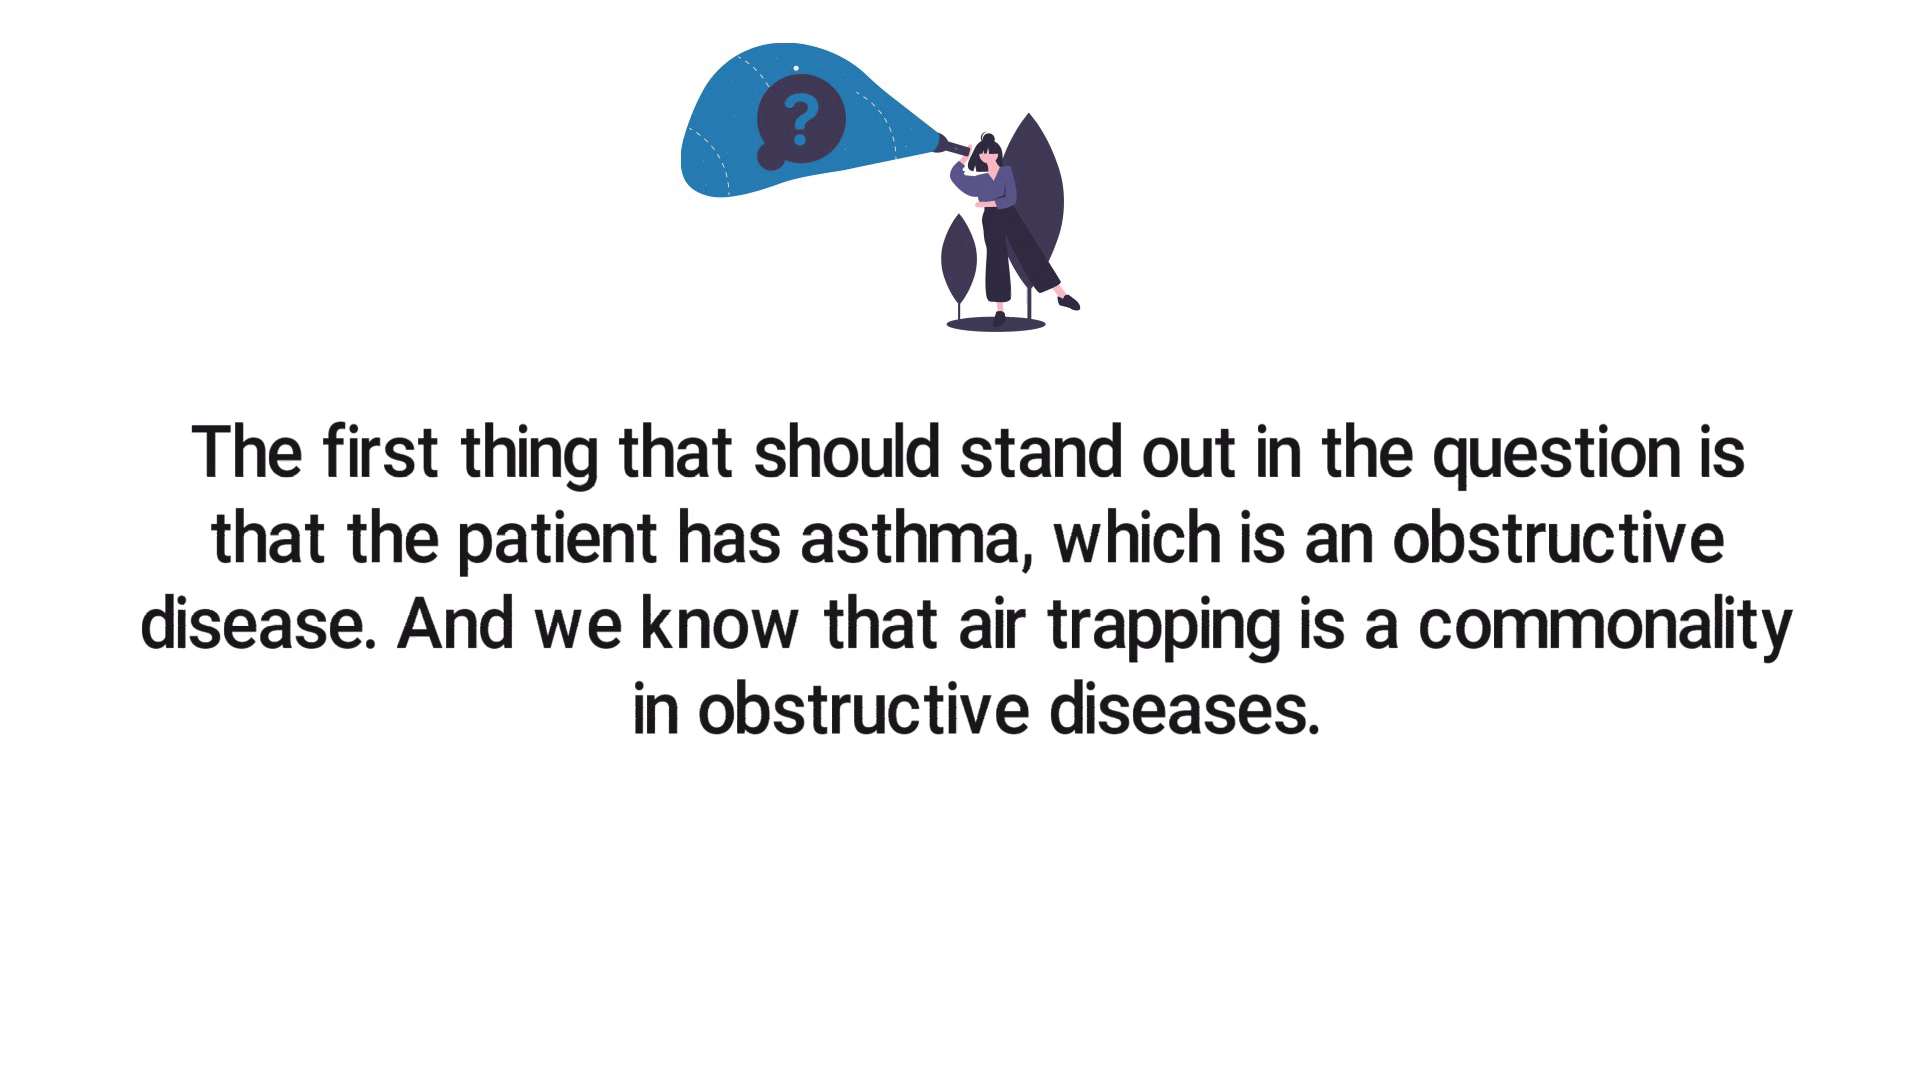 ?
The first thing that should stand out in the question is
that the patient has asthma, which is an obstructive
disease. And we know that air trapping is a commonality
in obstructive diseases.